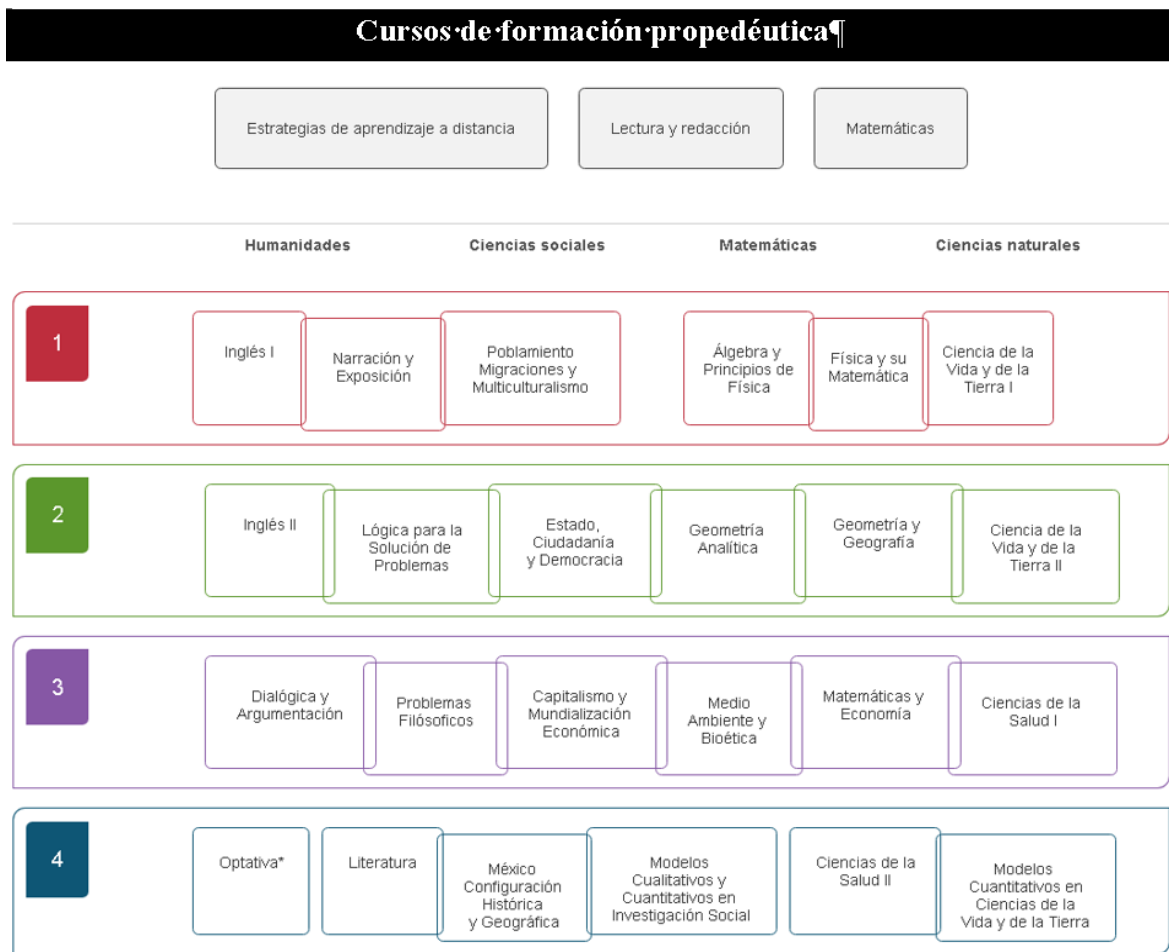 Cursos·de·formación·propedéutica¶
Estrategias de aprendizaje a distancia
Lectura y redacción
Matemáticas
Humanidades
Ciencias sociales
Matemáticas
Ciencias naturales
1
Inglés I
Narración y
Exposición
Poblamiento
Migraciones y
Multiculturalismo
Álgebra y
Principios de
Física
Física y su
Matemática
Ciencia de la
Vida y de la
Tierra I
2
Inglés II
Lógica para la
Solución de
Problemas
Estado,
Ciudadanía
y Democracia
Geometría
Analítica
Geometría y
Geografía
Ciencia de la
Vida y de la
Tierra II
3
Dialógica y
Argumentación
Problemas
Filósoficos
Capitalismo y
Mundialización
Económica
Medio
Ambiente y
Bioética
Matemáticas y
Economía
Ciencias de la
Salud I
4
Optativa*
Literatura
México
Configuración
Histórica
y Geográfica
Modelos
Cualitativos y
Cuantitativos en
Investigación Social
Ciencias de la
Salud II
Modelos
Cuantitativos en
Ciencias de la
Vida y de la Tierra